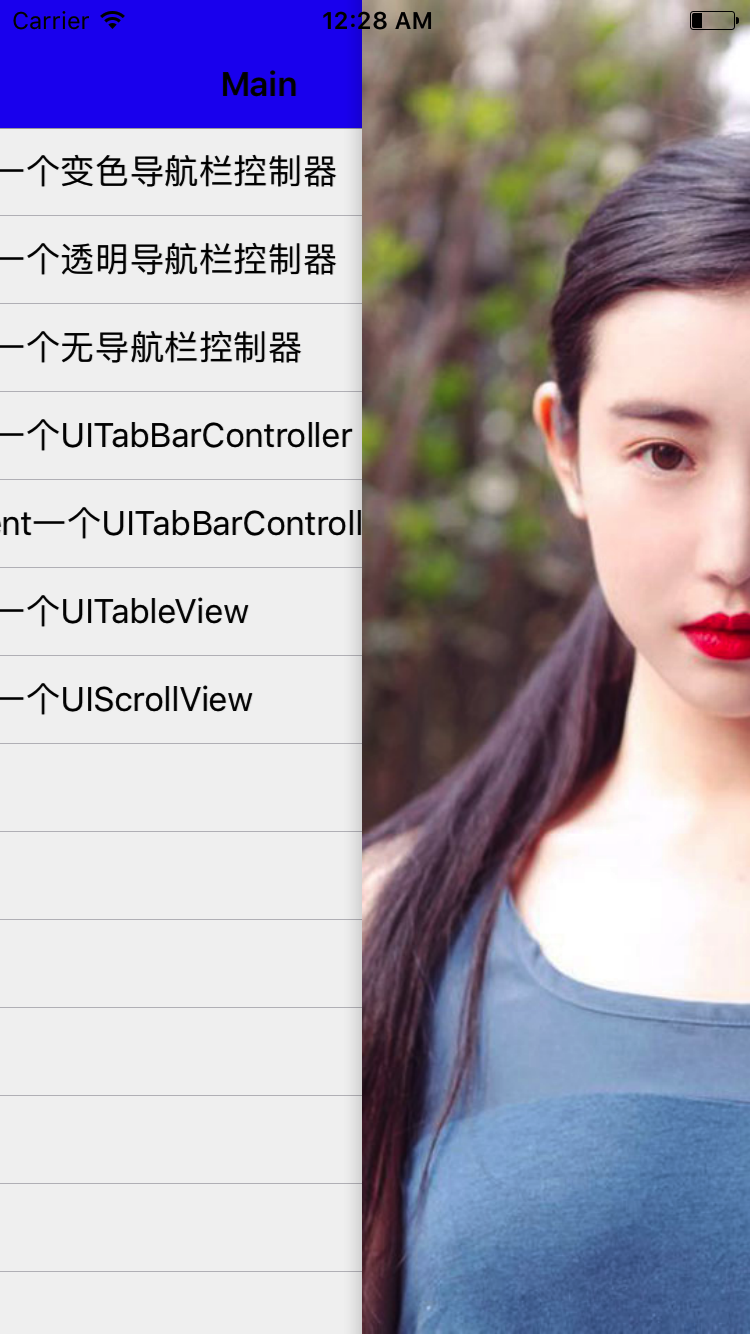 Carrier 12:28 AM
Main
一个变色导航栏控制器
一个透明导航栏控制器
一个无导航栏控制器
一个UITabBarController
nt一个UITabBarControll
一个UITableView
一个UIScrollView